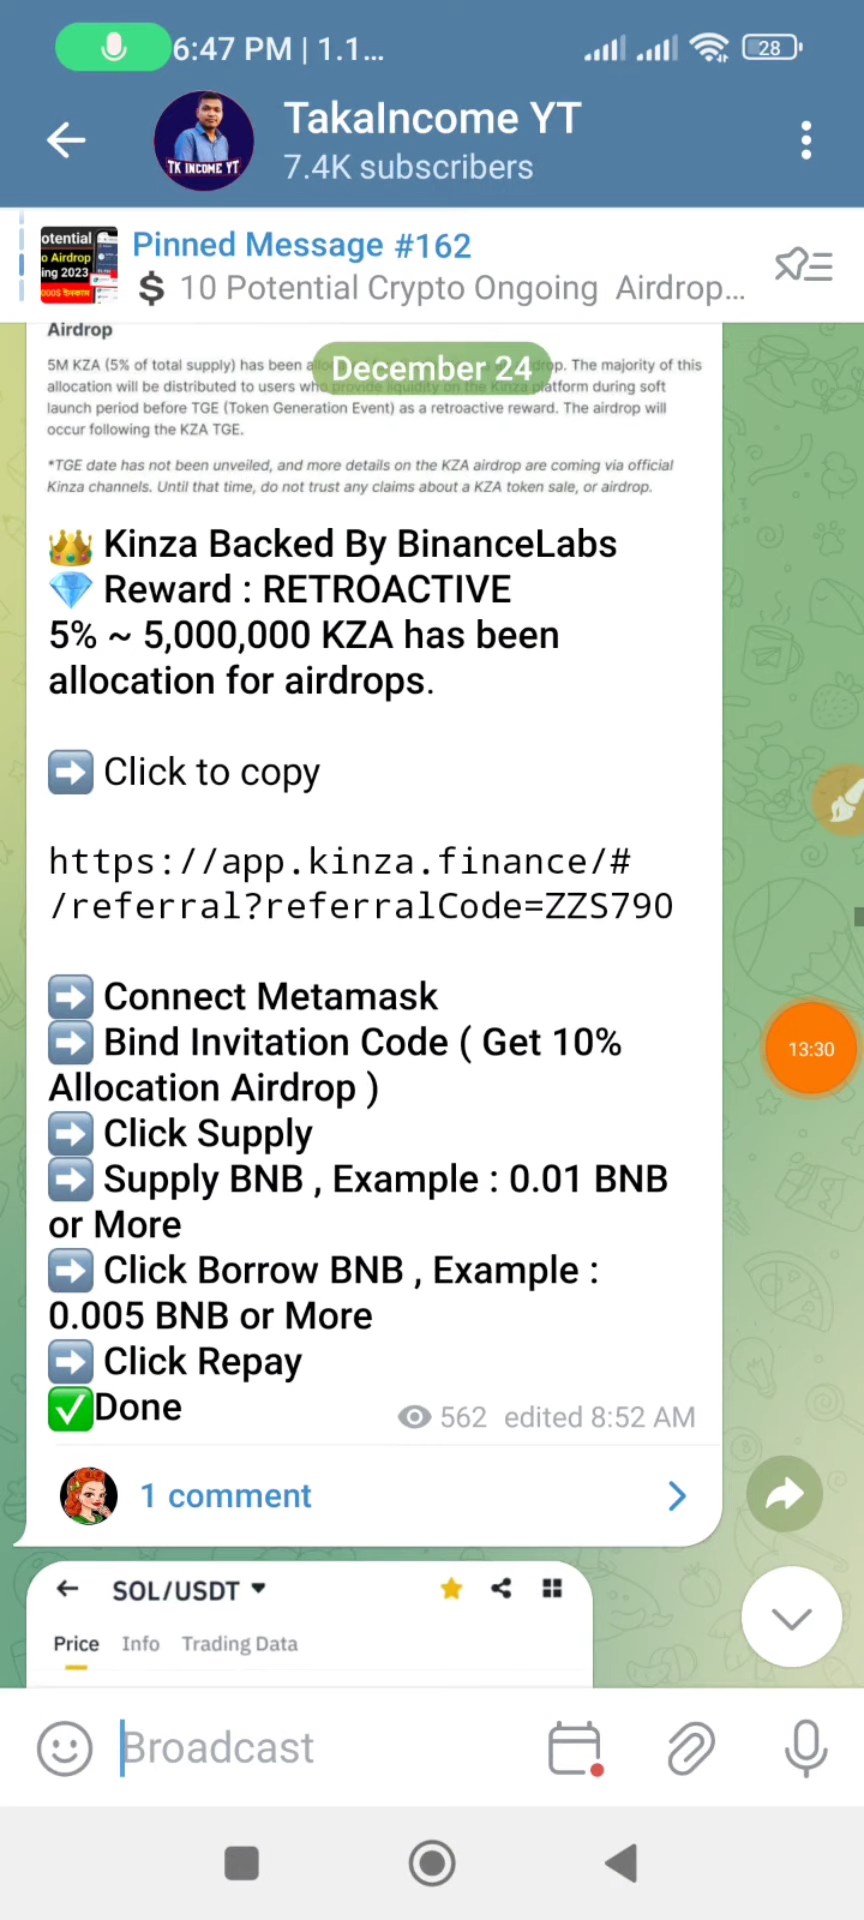 6:47 PM | 1.1...
28
TakaIncome YT
7.4K subscribers
TK INCOME YT
otential
o Airdrop
ing 2023
Pinned Message #162
$ 10 Potential Crypto Ongoing Airdrop...
Airdrop
December 24
5M KZA (5% of total supply) has been
op. The majority of this
allocation will be distributed to users who provide liquidity on the Kinza platform during soft
launch period before TGE (Token Generation Event) as a retroactive reward. The airdrop will
occur following the KZA TGE.
*TGE date has not been unveiled, and more details on the KZA airdrop are coming via official
Kinza channels. Until that time, do not trust any claims about a KZA token sale, or airdrop.
👑 Kinza Backed By BinanceLabs
💎 Reward : RETROACTIVE
5% ~ 5,000,000 KZA has been
allocation for airdrops.
➡️ Click to copy
https://app.kinza.finance/#
/referral?referralCode=ZZS79O
➡️ Connect Metamask
13:30
➡️ Bind Invitation Code ( Get 10%
Allocation Airdrop )
➡️ Click Supply
➡️ Supply BNB , Example : 0.01 BNB
or More
➡️ Click Borrow BNB , Example :
0.005 BNB or More
➡️ Click Repay
✅Done
562 edited 8:52 AM
1 comment
SOL/USDT
Price Info Trading Data
Broadcast